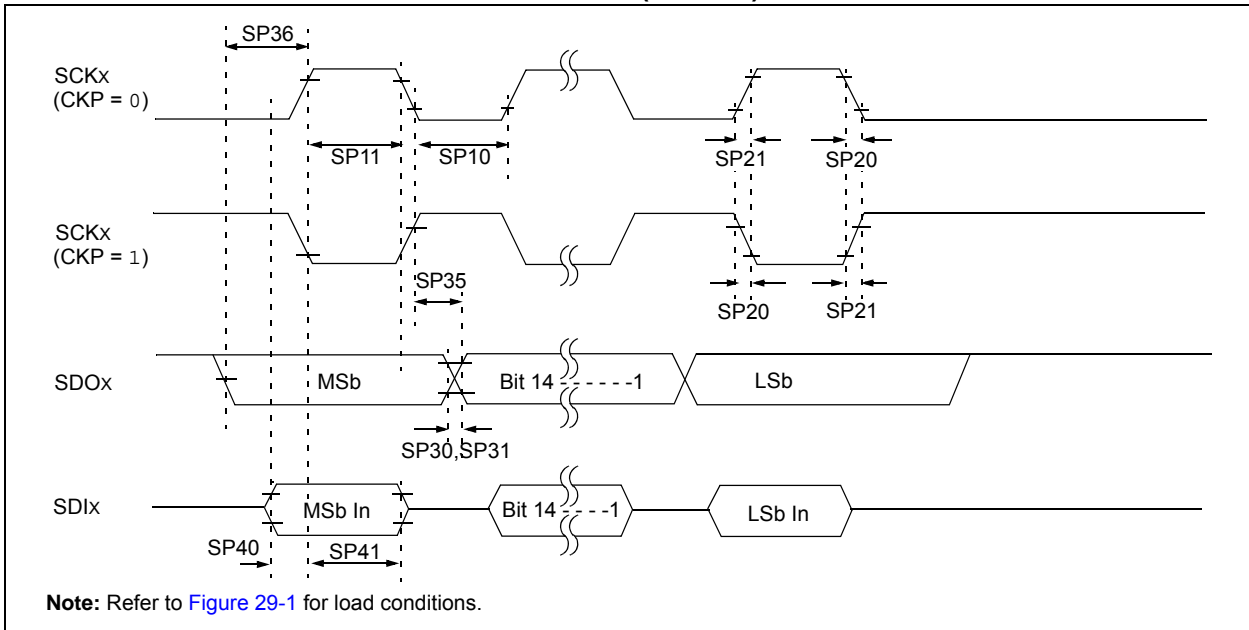 SP36
SCKx
(CKP = 0)
SP11
SP10
SP21
SP20
SCKx
(CKP = 1)
SP35
SP20
SP21
SDOx
MSb
Bit 14 - - - - - -1
LSb
SP30,SP31
SDIx
MSb In
Bit 14 - - - -1
LSb In
SP40
SP41
Note: Refer to Figure 29-1 for load conditions.